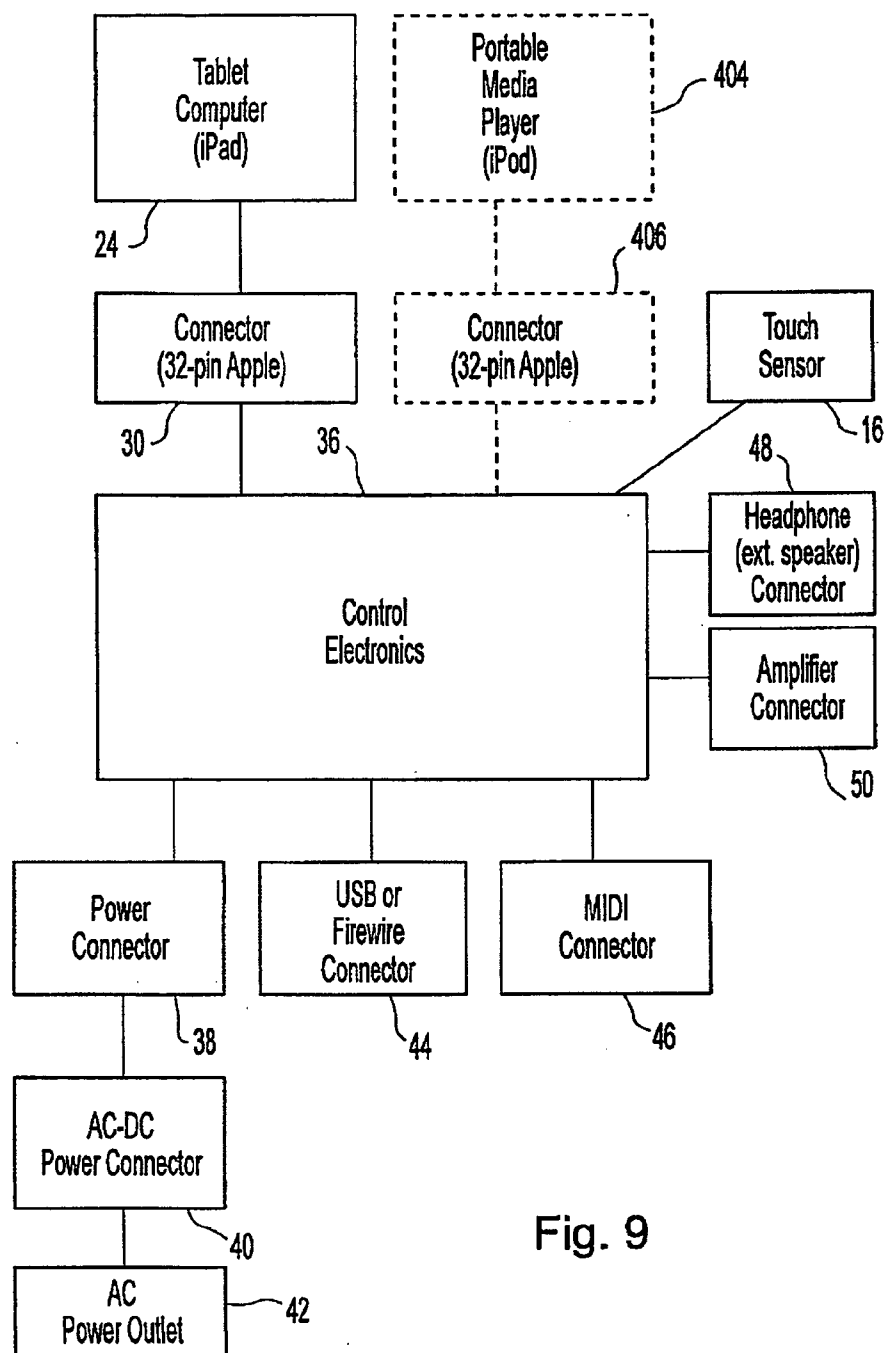 Tablet
Computer
(iPad)
24
Portable
Media
Player
(iPod)
404
Connector
(32-pin Apple)
30
Connector
(32-pin Apple)
406
Touch
Sensor
16
36
Control
Electronics
48
Headphone
(ext. speaker)
Connector
Amplifier
Connector
50
Power
Connector
38
USB or
Firewire
Connector
44
MIDI
Connector
46
AC-DC
Power Connector
40
AC
Power Outlet
42
Fig. 9